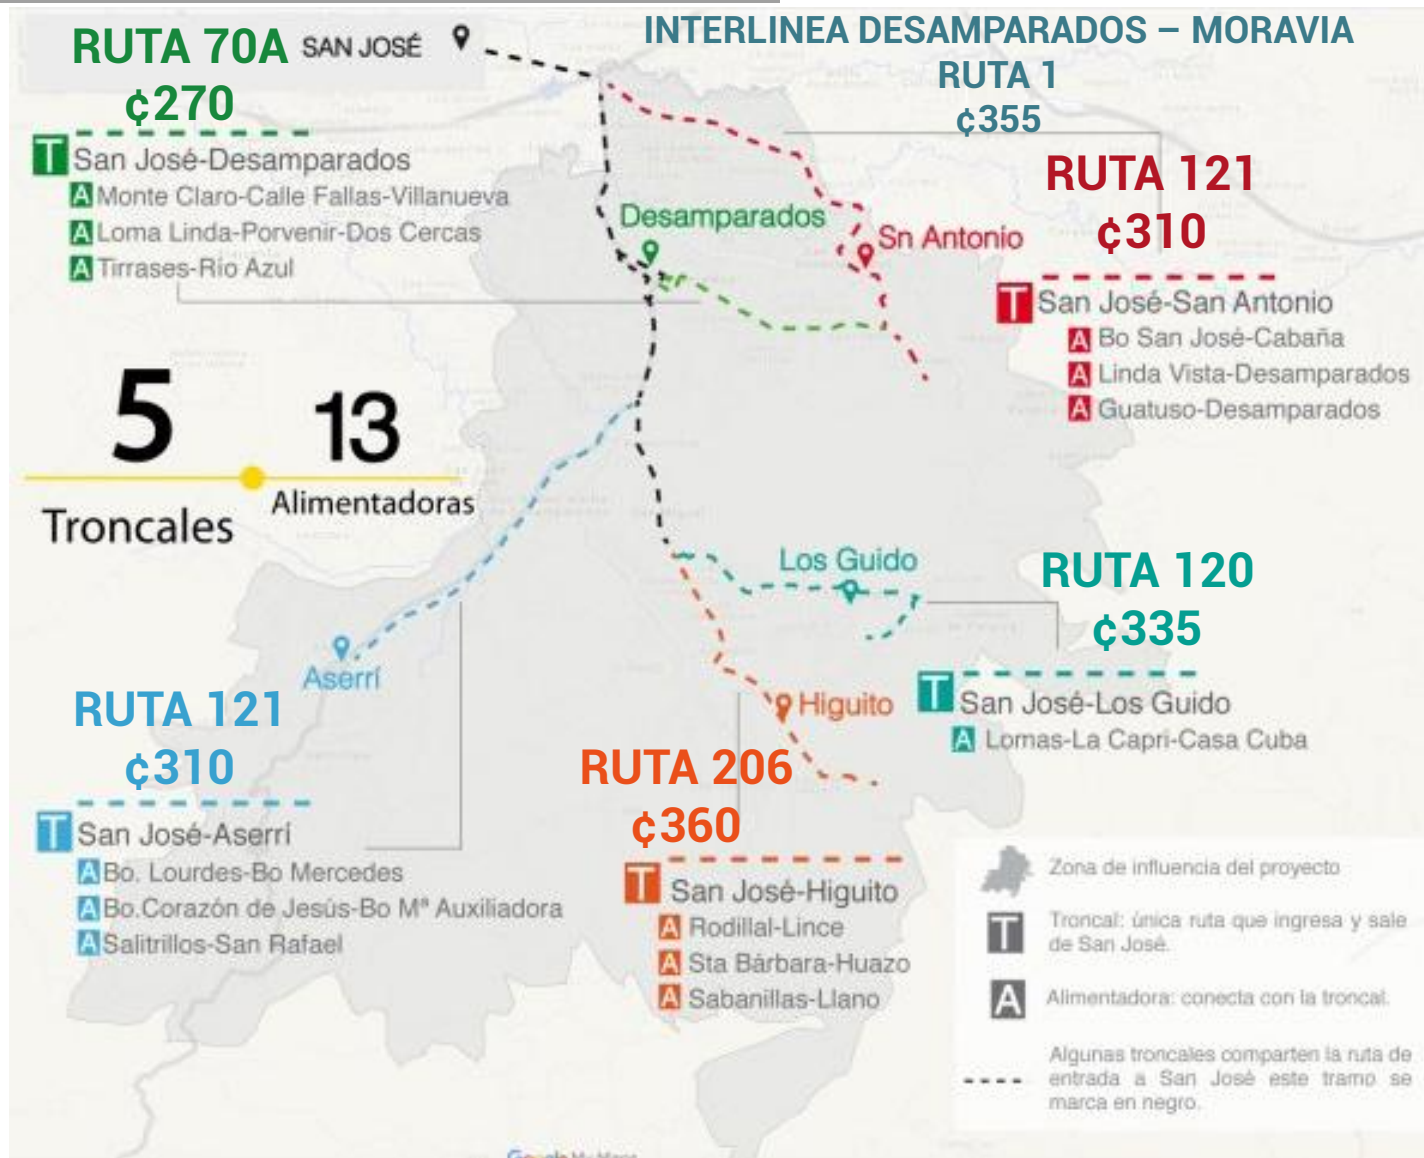 RUTA 70A
¢270
SAN JOSÉ
INTERLINEA DESAMPARADOS – MORAVIA
RUTA 1
¢355
T San José-Desamparados
A Monte Claro-Calle Fallas-Villanueva
A Loma Linda-Porvenir-Dos Cercas
A Tirrases-Rio Azul
Desamparados
Sn Antonio
RUTA 121
¢310
T San José-San Antonio
A Bo San José-Cabaña
A Linda Vista-Desamparados
A Guatuso-Desamparados
5
Troncales
13
Alimentadoras
Los Guido
RUTA 120
¢335
T San José-Los Guido
A Lomas-La Capri-Casa Cuba
Aserrí
RUTA 121
¢310
T San José-Aserrí
A Bo. Lourdes-Bo Mercedes
A Bo.Corazón de Jesús-Bo Mª Auxiliadora
A Salitrillos-San Rafael
Higuito
RUTA 206
¢360
T San José-Higuito
A Rodillal-Lince
A Sta Bárbara-Huazo
A Sabanillas-Llano
Zona de influencia del proyecto
T Troncal: única ruta que ingresa y sale
de San José.
A Alimentadora: conecta con la troncal.
Algunas troncales comparten la ruta de
entrada a San José este tramo se
marca en negro.
Google My Maps